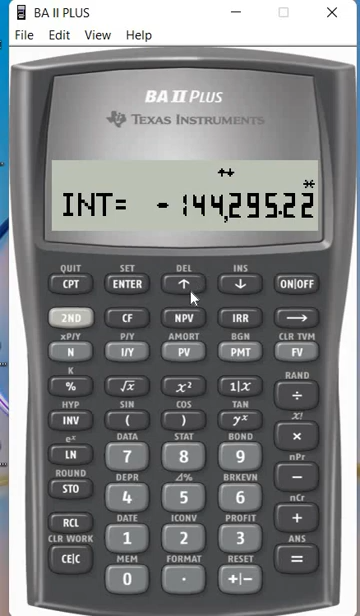 BA II PLUS
File Edit View Help
BA II PLUS
TEXAS INSTRUMENTS
INT= -144,295.22
QUIT SET DEL INS
CPT ENTER ↑ ↓ ON|OFF
2ND CF NPV IRR →
xP/Y P/Y AMORT BGN CLR TVM
N I/Y PV PMT FV
K RAND
% √x x² 1|x ÷
HYP SIN COS TAN x!
INV ( ) yˣ ×
eˣ DATA STAT BOND nPr
LN 7 8 9 −
ROUND DEPR Δ% BRKEVN nCr
STO 4 5 6 +
DATE ICONV PROFIT ANS
RCL 1 2 3 =
CLR WORK MEM FORMAT RESET
CE|C 0 . +|−